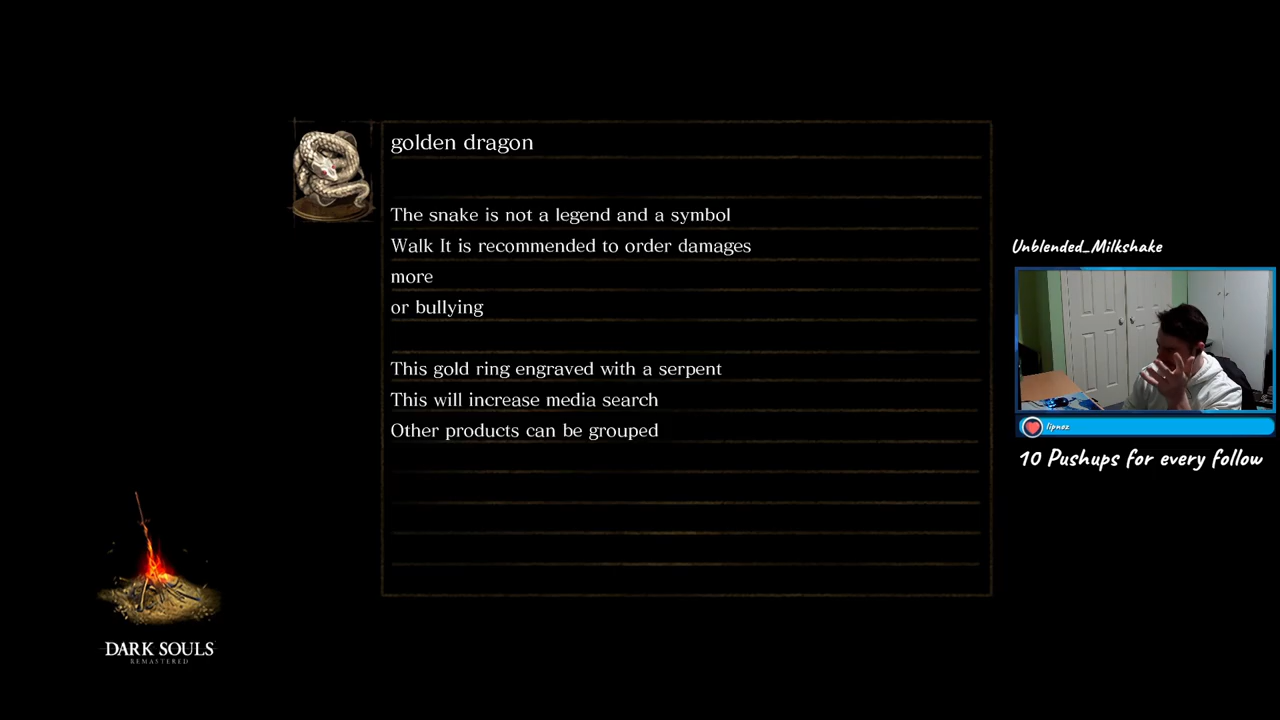 golden dragon
The snake is not a legend and a symbol
Walk It is recommended to order damages
more
or bullying
This gold ring engraved with a serpent
This will increase media search
Other products can be grouped
Unblended_Milkshake
lipnoz
10 Pushups for every follow
DARK SOULS
REMASTERED